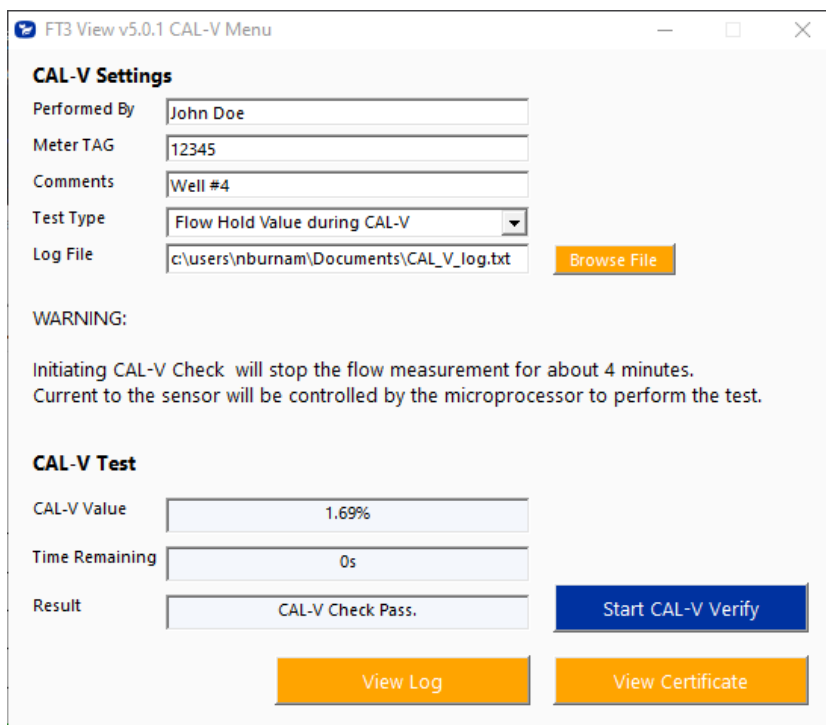 FT3 View v5.0.1 CAL-V Menu
CAL-V Settings
Performed By John Doe
Meter TAG 12345
Comments Well #4
Test Type Flow Hold Value during CAL-V
Log File c:\users\nburnam\Documents\CAL_V_log.txt Browse File
WARNING:
Initiating CAL-V Check  will stop the flow measurement for about 4 minutes.
Current to the sensor will be controlled by the microprocessor to perform the test.
CAL-V Test
CAL-V Value 1.69%
Time Remaining 0s
Result CAL-V Check Pass. Start CAL-V Verify
View Log View Certificate